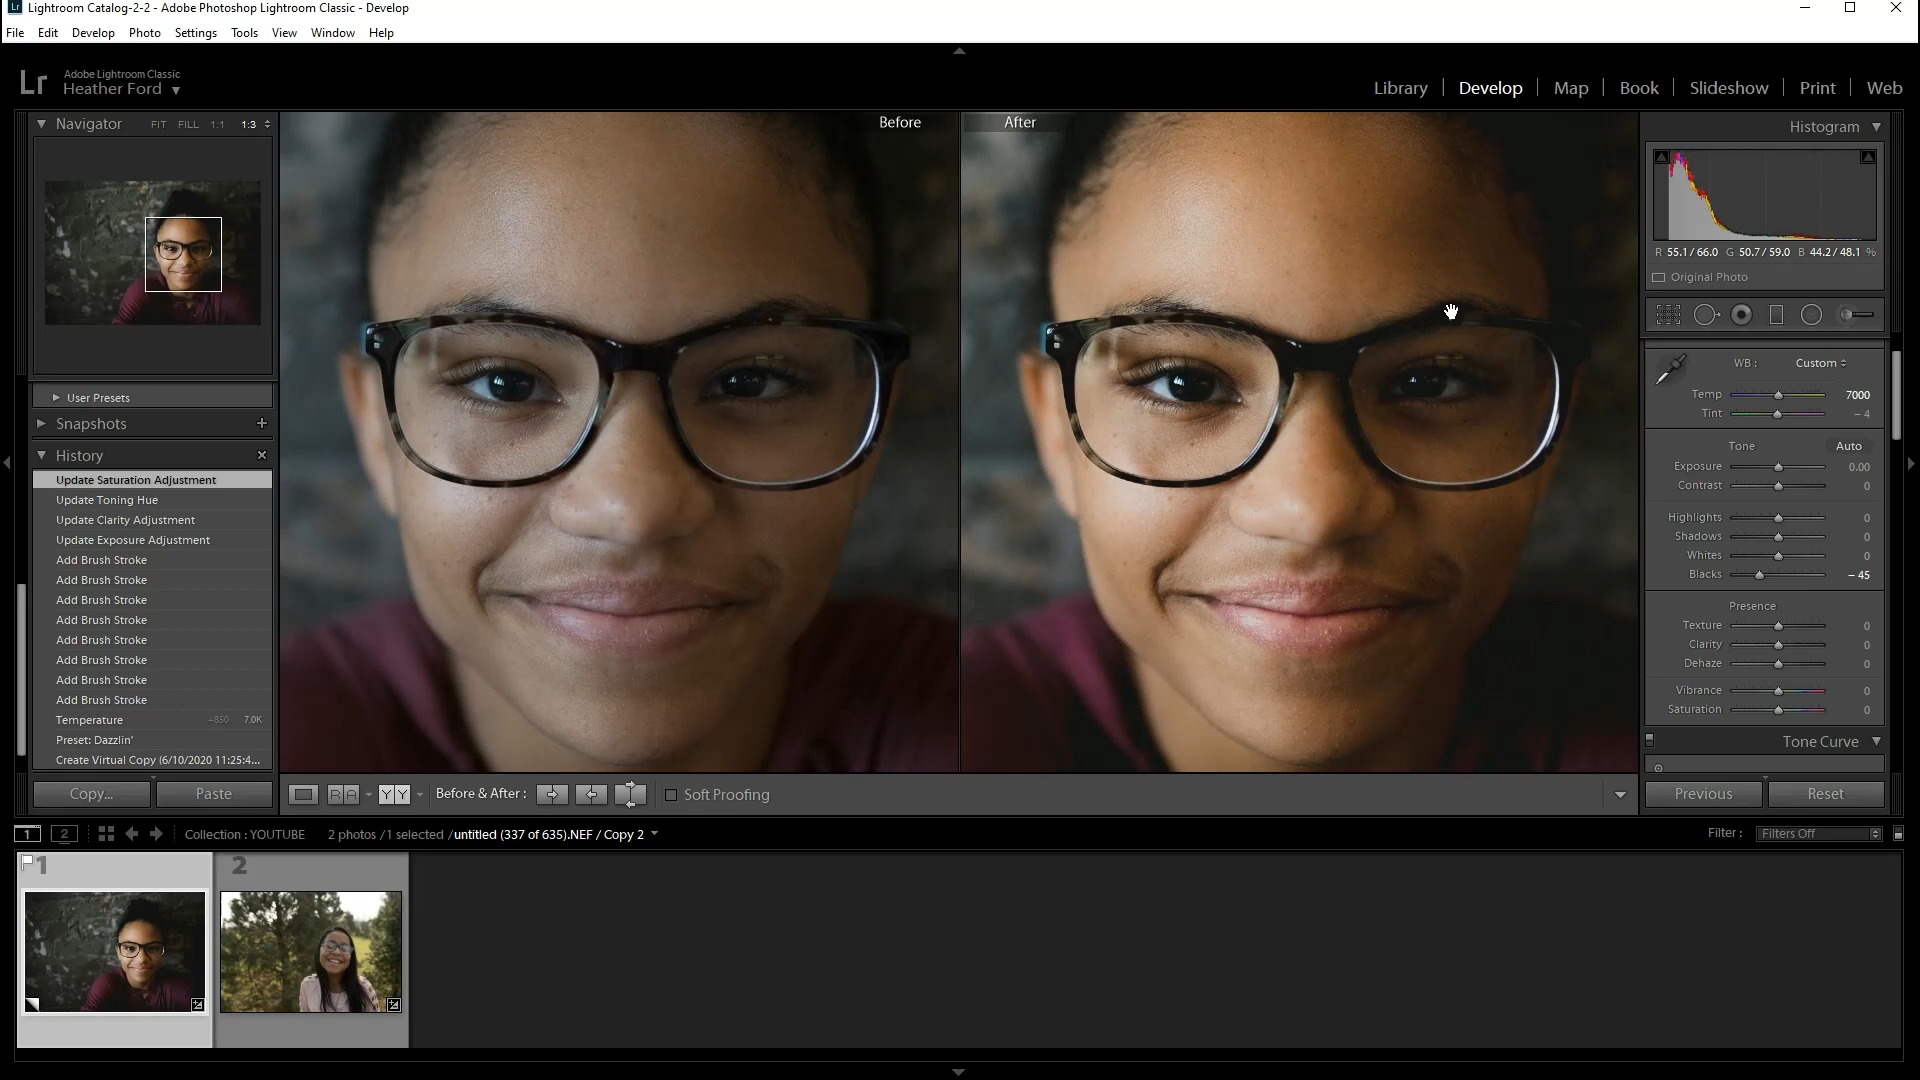 Lr Lightroom Catalog-2-2 - Adobe Photoshop Lightroom Classic - Develop
File Edit Develop Photo Settings Tools View Window Help
Lr Adobe Lightroom Classic
Heather Ford
Library Develop Map Book Slideshow Print Web
Navigator FIT FILL 1:1 1:3
User Presets
Snapshots
History
Update Saturation Adjustment
Update Toning Hue
Update Clarity Adjustment
Update Exposure Adjustment
Add Brush Stroke
Add Brush Stroke
Add Brush Stroke
Add Brush Stroke
Add Brush Stroke
Add Brush Stroke
Add Brush Stroke
Add Brush Stroke
Temperature -850 7.0K
Preset: Dazzlin'
Create Virtual Copy (6/10/2020 11:25:4...
Copy... Paste
Before After
Histogram
R 55.1 / 66.0 G 50.7 / 59.0 B 44.2 / 48.1 %
Original Photo
WB : Custom
Temp 7000
Tint - 4
Tone Auto
Exposure 0.00
Contrast 0
Highlights 0
Shadows 0
Whites 0
Blacks - 45
Presence
Texture 0
Clarity 0
Dehaze 0
Vibrance 0
Saturation 0
Tone Curve
Previous Reset
R A Y Y Before & After : Soft Proofing
1 2 Collection : YOUTUBE 2 photos / 1 selected / untitled (337 of 635).NEF / Copy 2 Filter : Filters Off
1 2